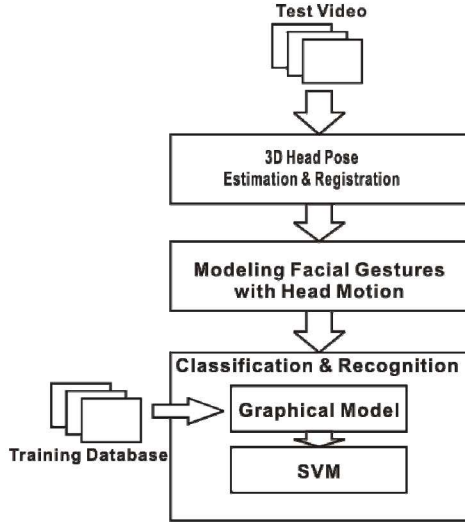 Test Video
3D Head Pose
Estimation & Registration
Modeling Facial Gestures
with Head Motion
Classification & Recognition
Graphical Model
Training Database
SVM